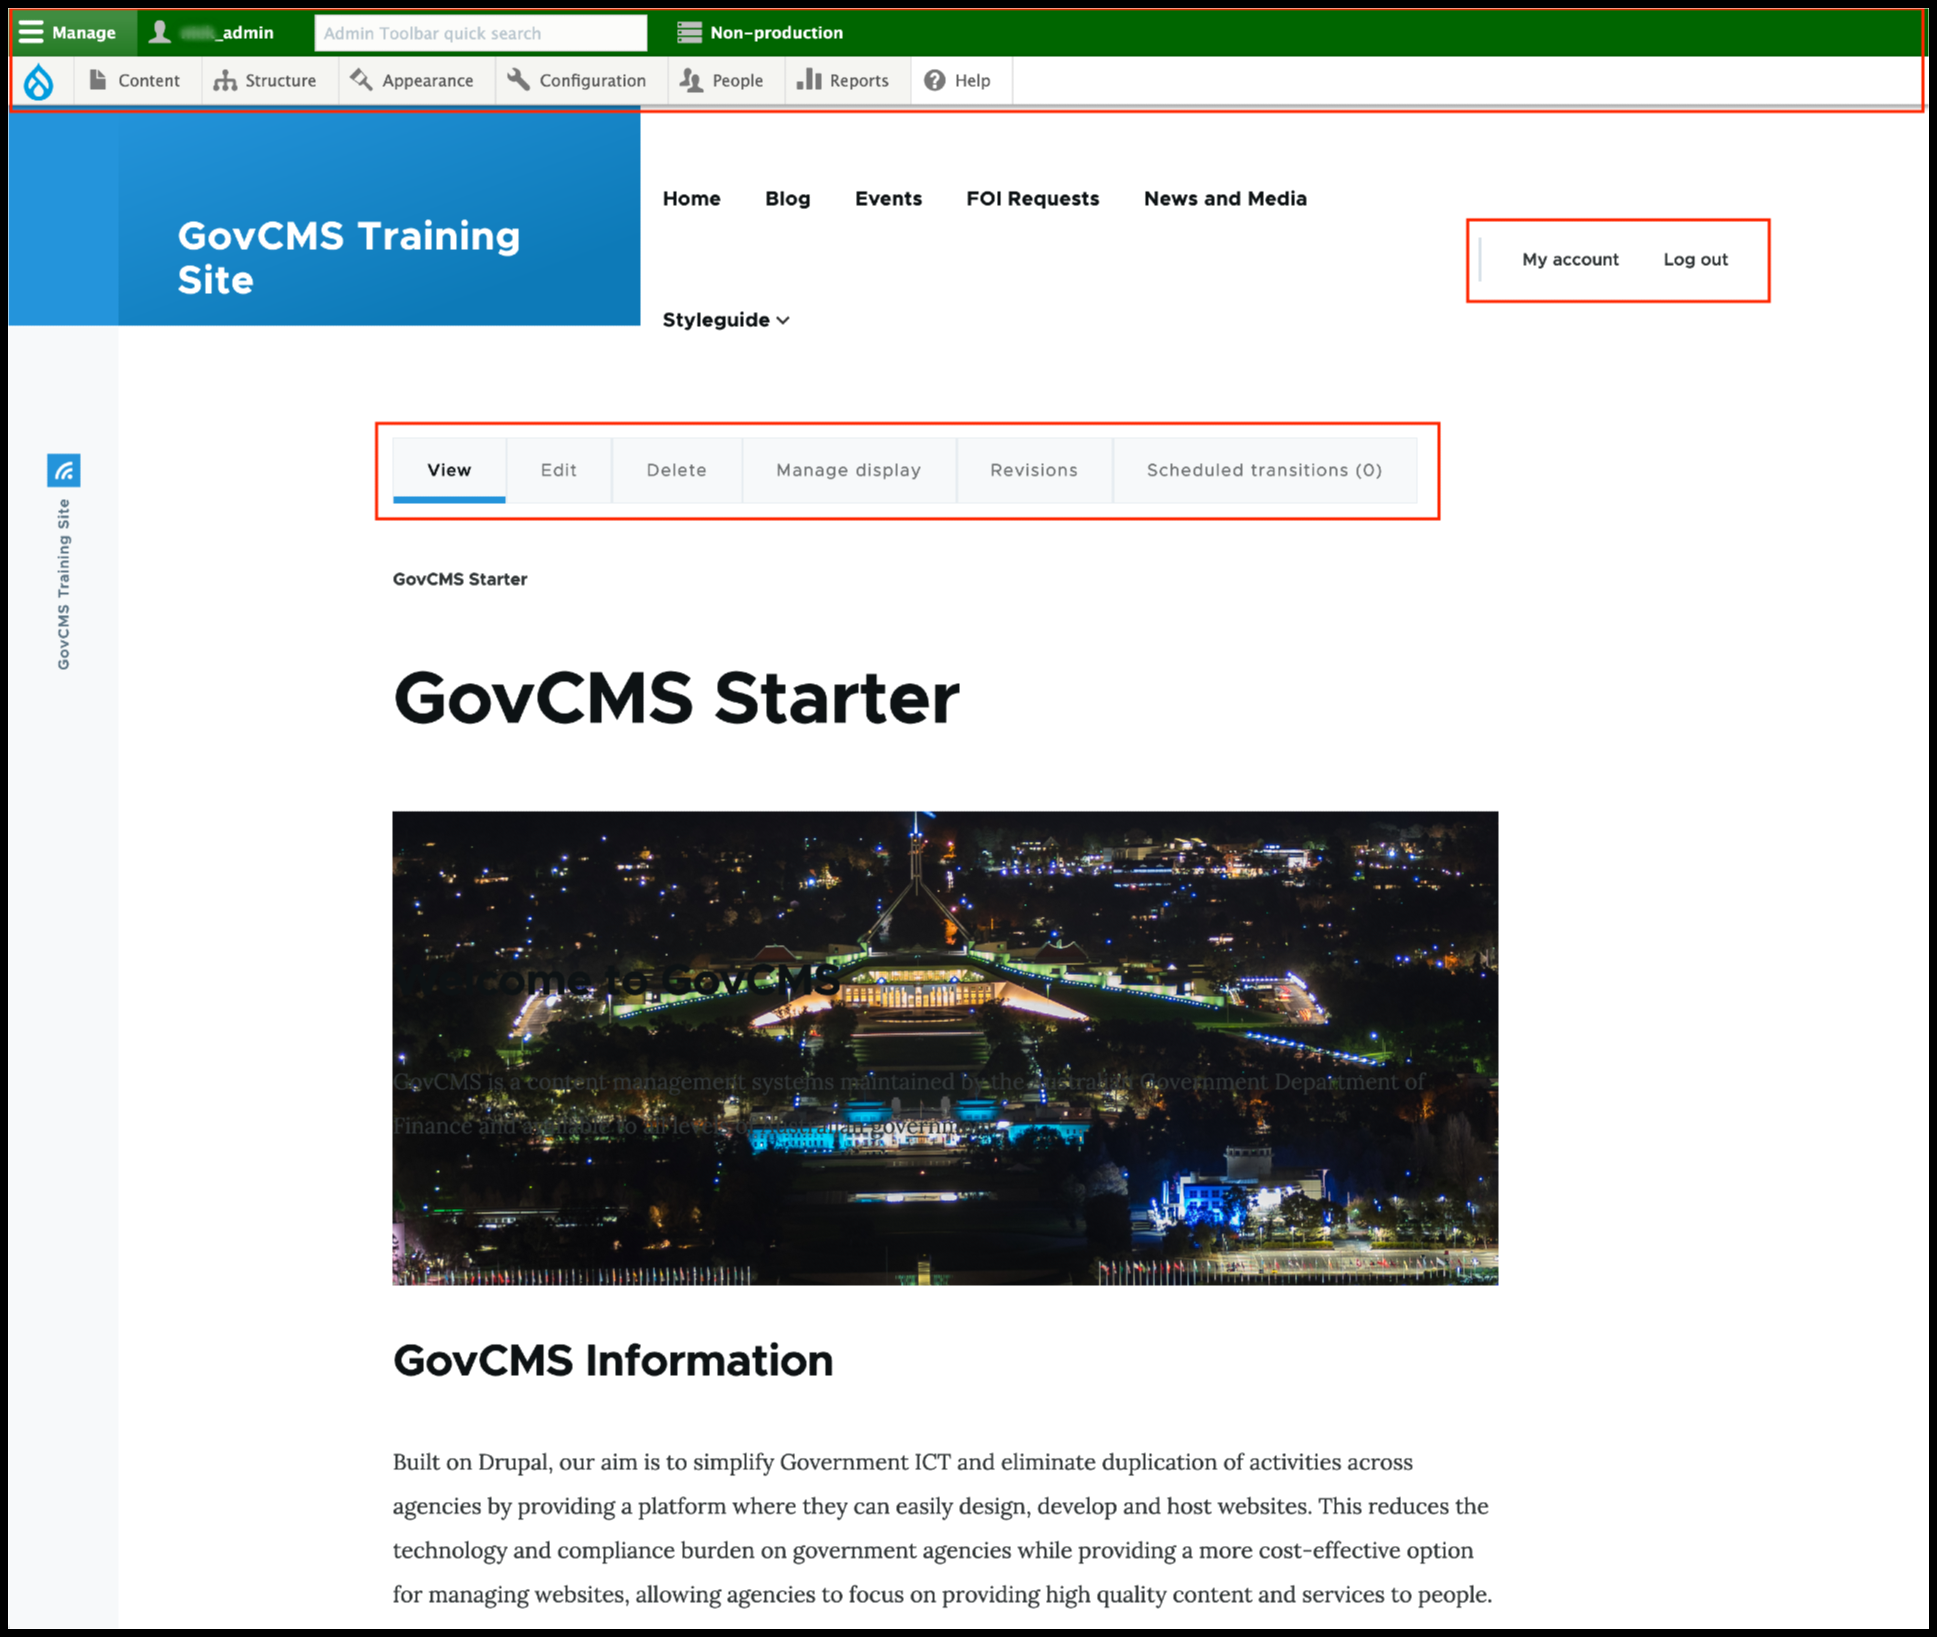 Manage _admin Admin Toolbar quick search Non-production
Content Structure Appearance Configuration People Reports Help
GovCMS Training
Site
Home Blog Events FOI Requests News and Media
My account Log out
Styleguide
View Edit Delete Manage display Revisions Scheduled transitions (0)
GovCMS Training Site
GovCMS Starter
GovCMS Starter
Welcome to GovCMS
GovCMS is a content management systems maintained by the Australian Government Department of
Finance and available to all levels of Australian government
GovCMS Information
Built on Drupal, our aim is to simplify Government ICT and eliminate duplication of activities across
agencies by providing a platform where they can easily design, develop and host websites. This reduces the
technology and compliance burden on government agencies while providing a more cost-effective option
for managing websites, allowing agencies to focus on providing high quality content and services to people.